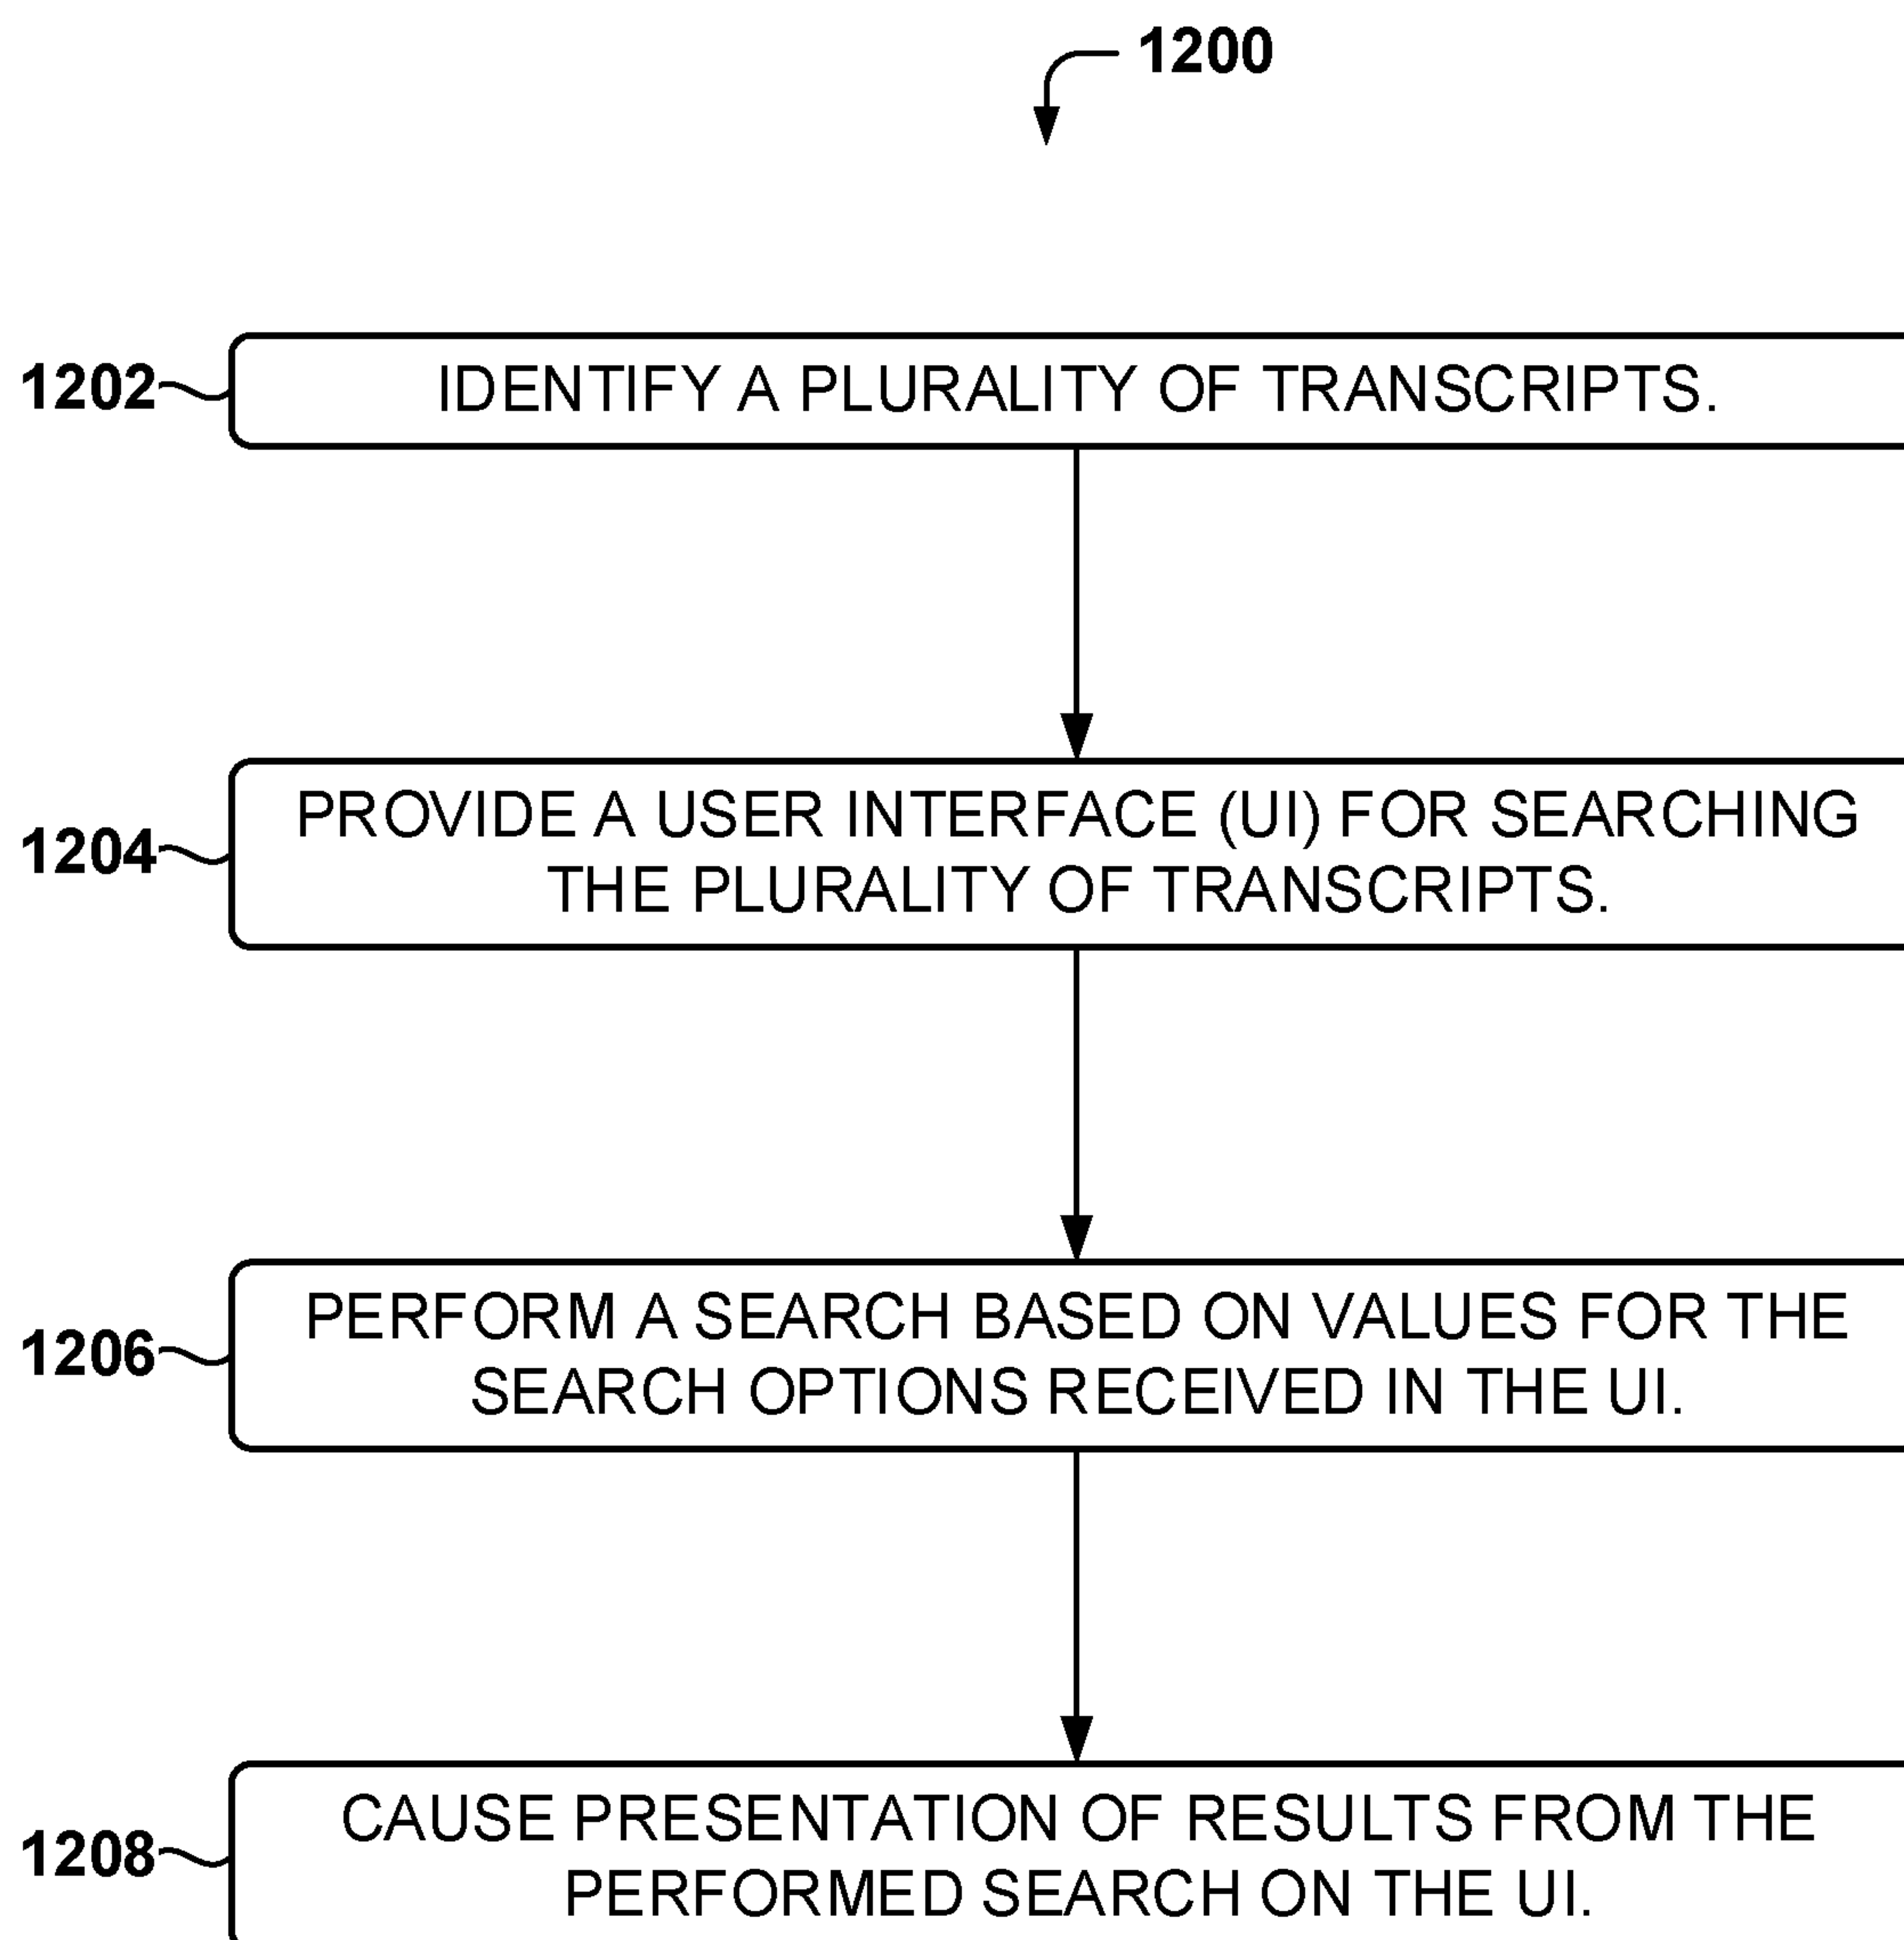 1200
1202
IDENTIFY A PLURALITY OF TRANSCRIPTS.
1204
PROVIDE A USER INTERFACE (UI) FOR SEARCHING
THE PLURALITY OF TRANSCRIPTS.
1206
PERFORM A SEARCH BASED ON VALUES FOR THE
SEARCH OPTIONS RECEIVED IN THE UI.
1208
CAUSE PRESENTATION OF RESULTS FROM THE
PERFORMED SEARCH ON THE UI.